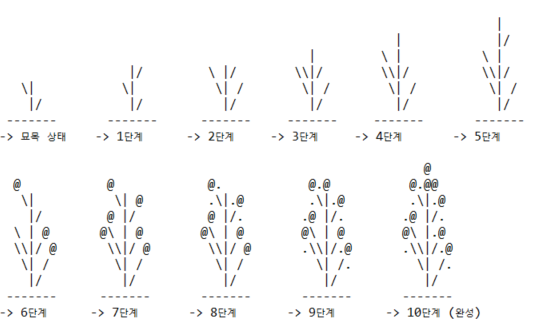 -> 묘목 상태
-> 1단계
-> 2단계
-> 3단계
-> 4단계
-> 5단계
-> 6단계
-> 7단계
-> 8단계
-> 9단계
-> 10단계 (완성)